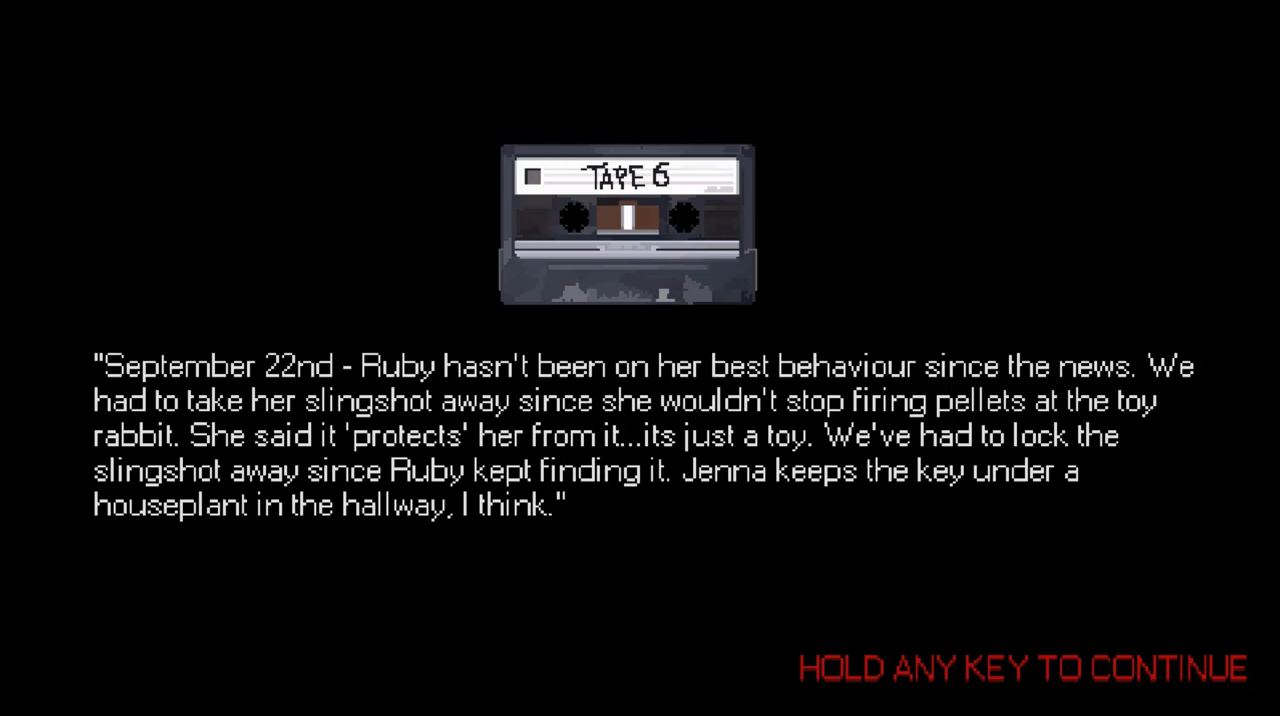 TAPE 6
"September 22nd - Ruby hasn't been on her best behaviour since the news. We
had to take her slingshot away since she wouldn't stop firing pellets at the toy
rabbit. She said it 'protects' her from it...its just a toy. We've had to lock the
slingshot away since Ruby kept finding it. Jenna keeps the key under a
houseplant in the hallway, I think."
HOLD ANY KEY TO CONTINUE